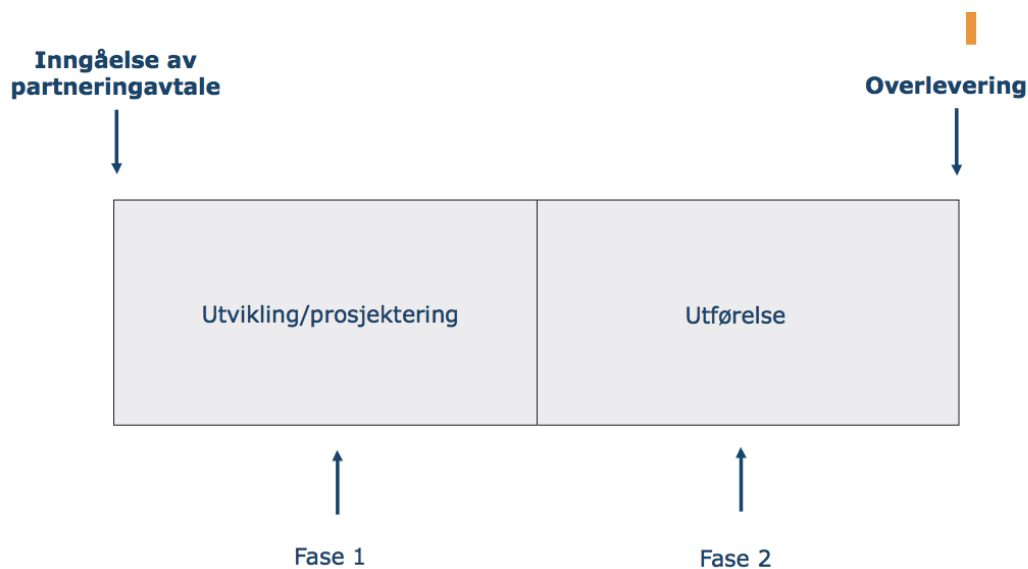 Inngåelse av
partneringavtale
Overlevering
Utvikling/prosjektering
Utførelse
Fase 1
Fase 2